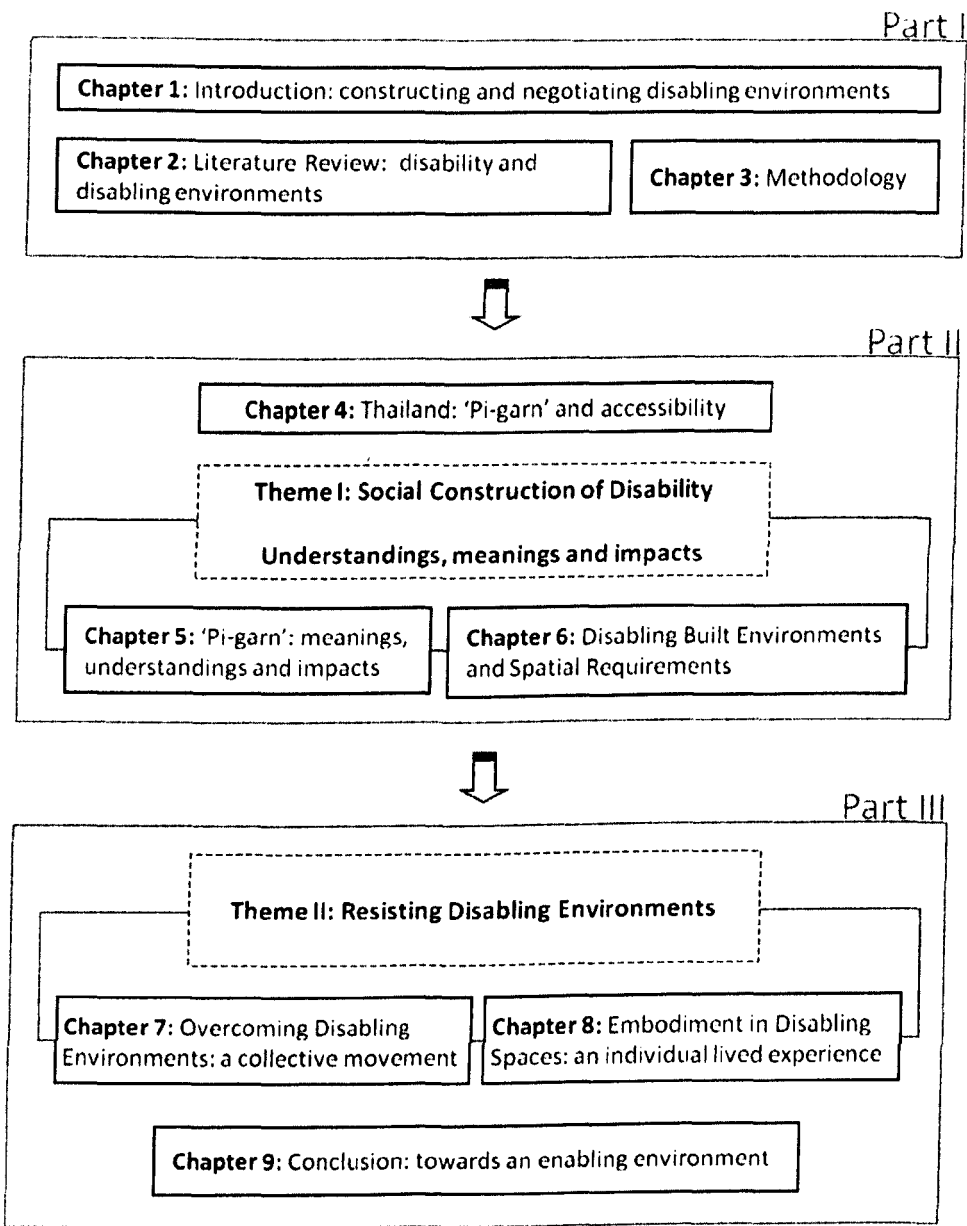 Part I
Chapter 1: Introduction: constructing and negotiating disabling environments
Chapter 2: Literature Review: disability and
disabling environments
Chapter 3: Methodology
Part II
Chapter 4: Thailand: 'Pi-garn' and accessibility
Theme I: Social Construction of Disability
Understandings, meanings and impacts
Chapter 5: 'Pi-garn': meanings,
understandings and impacts
Chapter 6: Disabling Built Environments
and Spatial Requirements
Part III
Theme II: Resisting Disabling Environments
Chapter 7: Overcoming Disabling
Environments: a collective movement
Chapter 8: Embodiment in Disabling
Spaces: an individual lived experience
Chapter 9: Conclusion: towards an enabling environment